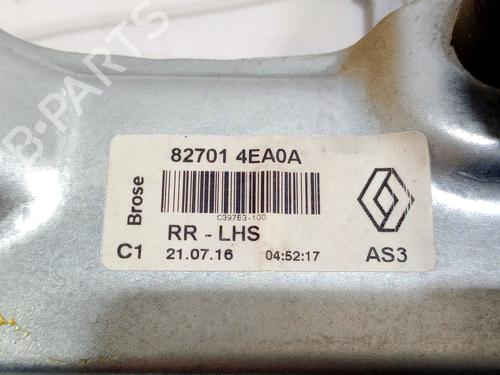 82701 4EA0A
Brose
C397E3-100
RR - LHS
C1
21.07.16
04:52:17
AS3
B-Parts